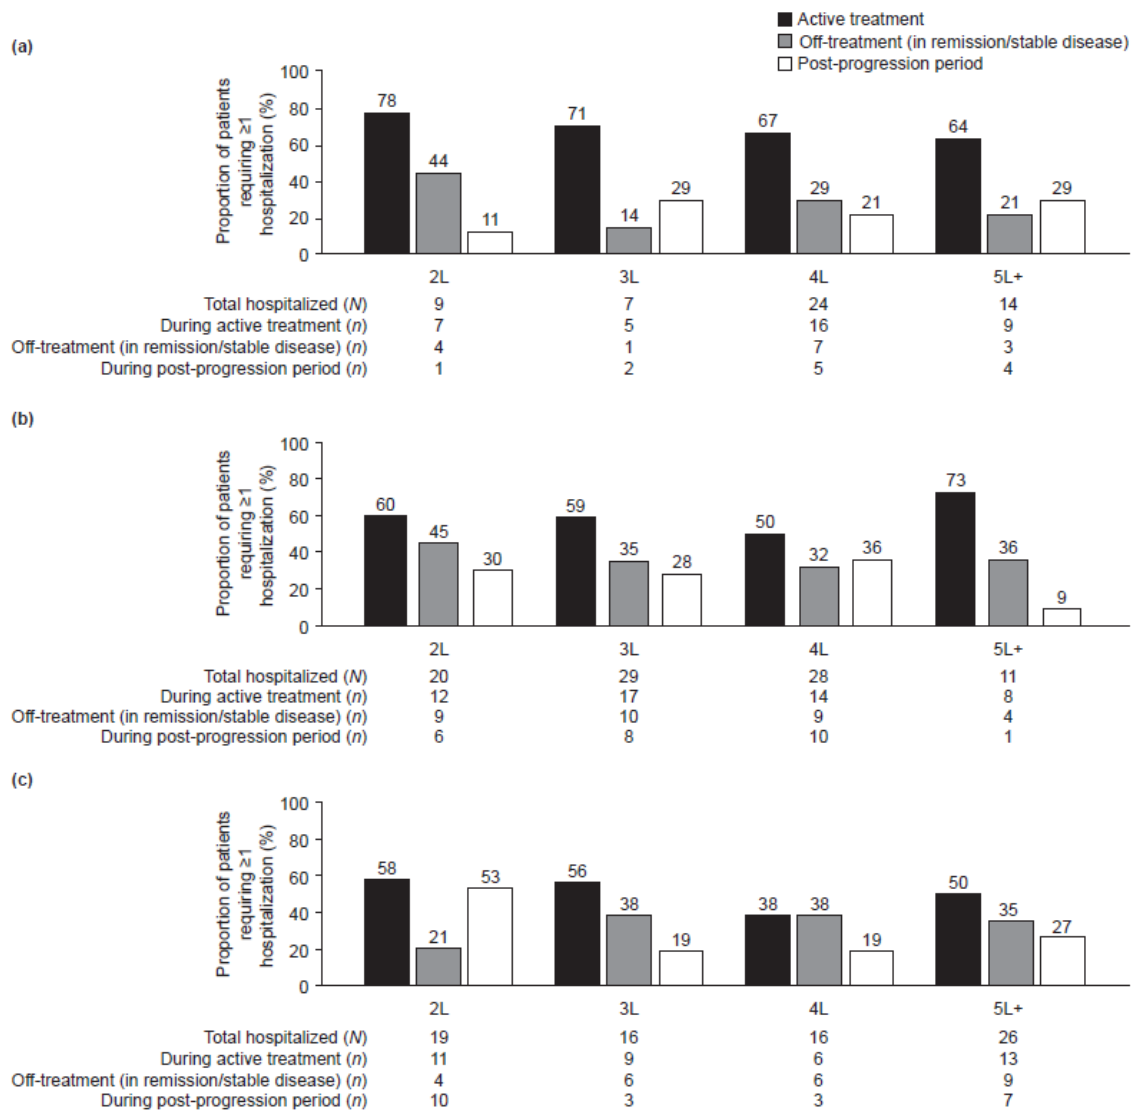 Active treatment
(a)
Off-treatment (in remission/stable disease)
Post-progression period
Proportion of patients
requiring ≥1
hospitalization (%)
100
80
60
40
20
0
78
44
11
71
14
29
67
29
21
64
21
29
2L 3L 4L 5L+
Total hospitalized (N) 9 7 24 14
During active treatment (n) 7 5 16 9
Off-treatment (in remission/stable disease) (n) 4 1 7 3
During post-progression period (n) 1 2 5 4
(b)
Proportion of patients
requiring ≥1
hospitalization (%)
100
80
60
40
20
0
60
45
30
59
35
28
50
32
36
73
36
9
2L 3L 4L 5L+
Total hospitalized (N) 20 29 28 11
During active treatment (n) 12 17 14 8
Off-treatment (in remission/stable disease) (n) 9 10 9 4
During post-progression period (n) 6 8 10 1
(c)
Proportion of patients
requiring ≥1
hospitalization (%)
100
80
60
40
20
0
58
21
53
56
38
19
38
38
19
50
35
27
2L 3L 4L 5L+
Total hospitalized (N) 19 16 16 26
During active treatment (n) 11 9 6 13
Off-treatment (in remission/stable disease) (n) 4 6 6 9
During post-progression period (n) 10 3 3 7